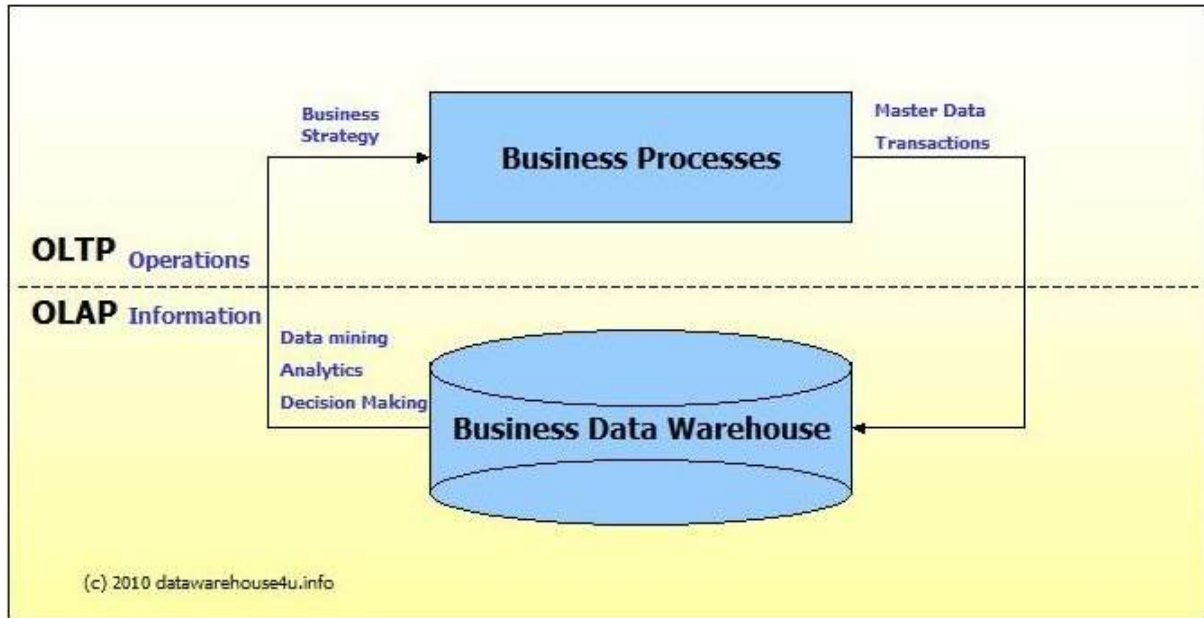 Business
Strategy
Business Processes
Master Data
Transactions
OLTP Operations
OLAP Information
Data mining
Analytics
Decision Making
Business Data Warehouse
(c) 2010 datawarehouse4u.info